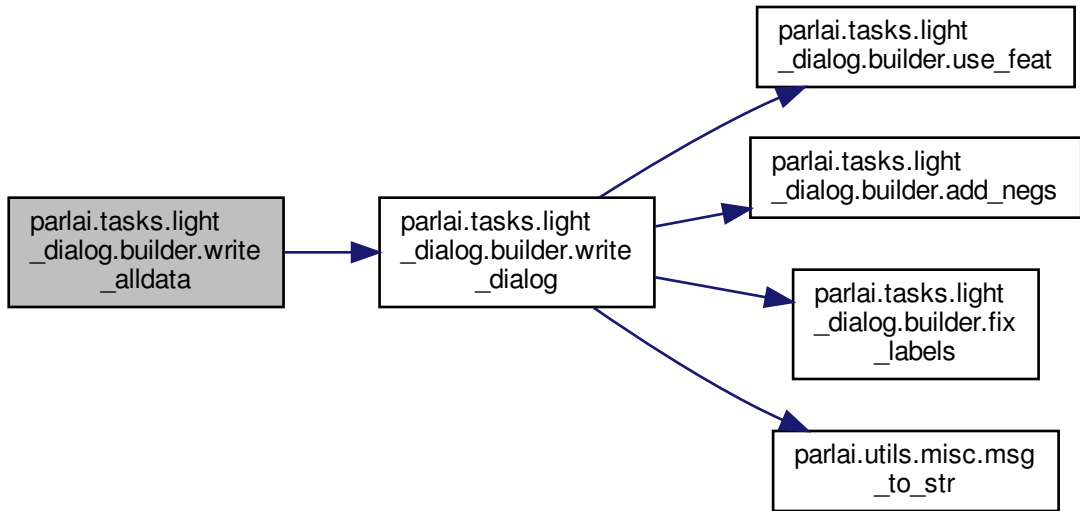 parlai.tasks.light
_dialog.builder.write
_alldata
parlai.tasks.light
_dialog.builder.write
_dialog
parlai.tasks.light
_dialog.builder.use_feat
parlai.tasks.light
_dialog.builder.add_negs
parlai.tasks.light
_dialog.builder.fix
_labels
parlai.utils.misc.msg
_to_str